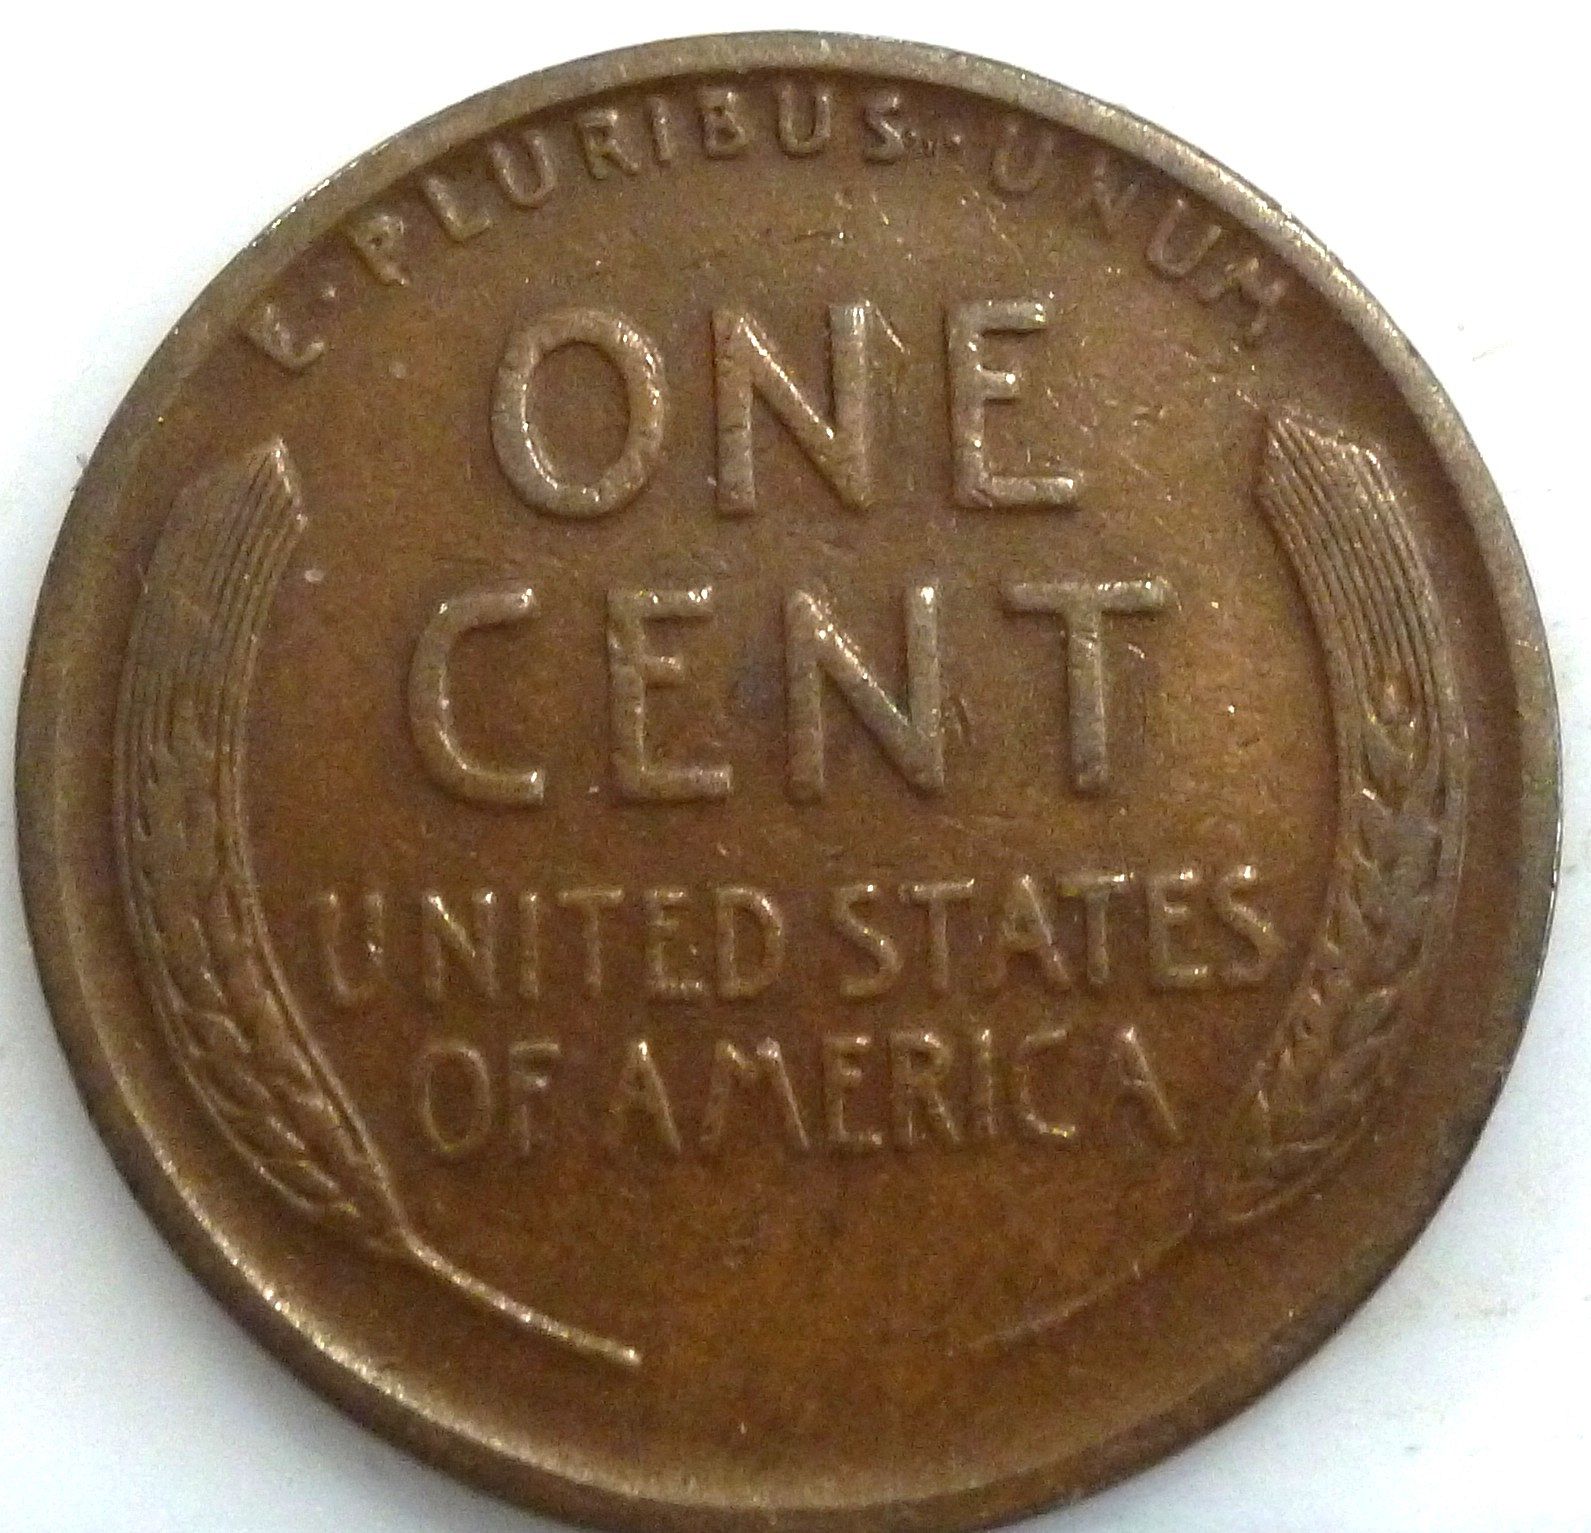 E·PLURIBUS·UNUM
ONE
CENT
UNITED STATES
OF AMERICA